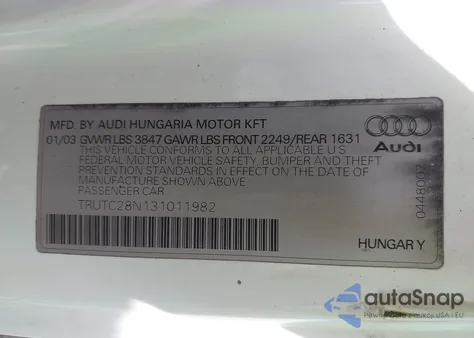 MFD. BY AUDI HUNGARIA MOTOR KFT
01/03 GVWR LBS 3847 GAWR LBS FRONT 2249/REAR 1631
THIS VEHICLE CONFORMS TO ALL APPLICABLE U.S
FEDERAL MOTOR VEHICLE SAFETY, BUMPER AND THEFT
PREVENTION STANDARDS IN EFFECT ON THE DATE OF
MANUFACTURE SHOWN ABOVE
PASSENGER CAR
TRUTC28N131011982
Audi
0448007
HUNGARY
autoSnap